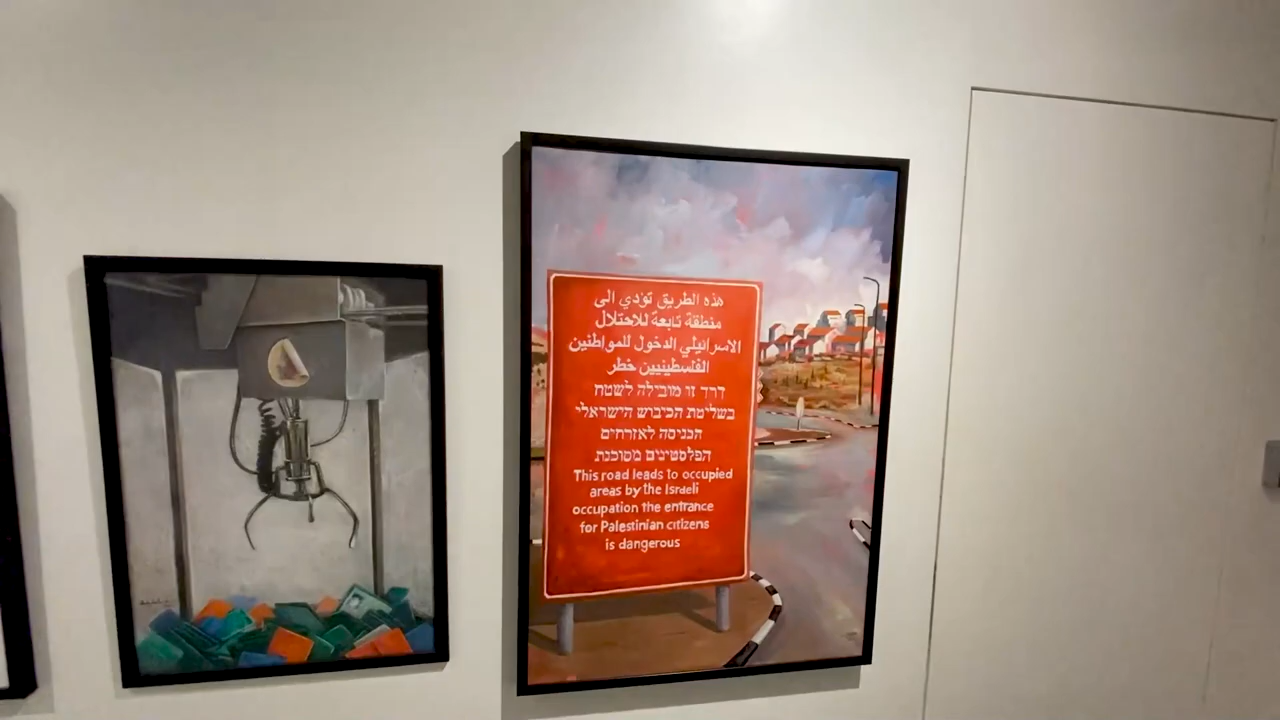 هذه الطريق تؤدي الى
منطقة تابعة للاحتلال
الاسرائيلي الدخول للمواطنين
الفلسطينيين خطر
דרך זו מובילה לשטח
בשליטת הכיבוש הישראלי
הכניסה לאזרחים
הפלסטינים מסוכנת
This road leads to occupied
areas by the Israeli
occupation the entrance
for Palestinian citizens
is dangerous